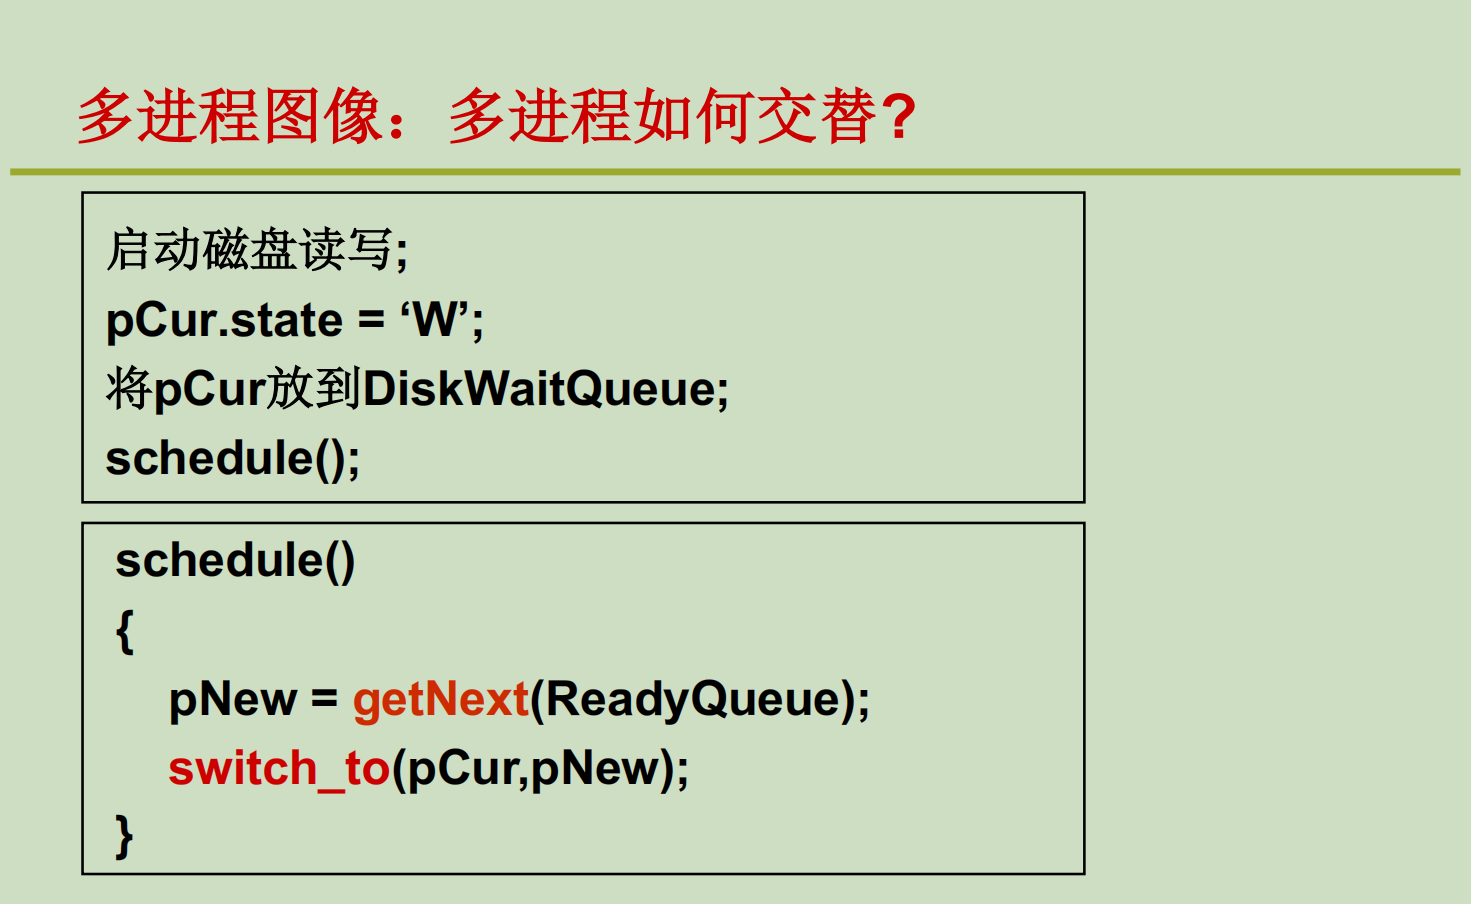 多进程图像：多进程如何交替?
启动磁盘读写;
pCur.state = ‘W’;
将pCur放到DiskWaitQueue;
schedule();
schedule()
{
pNew = getNext(ReadyQueue);
switch_to(pCur,pNew);
}